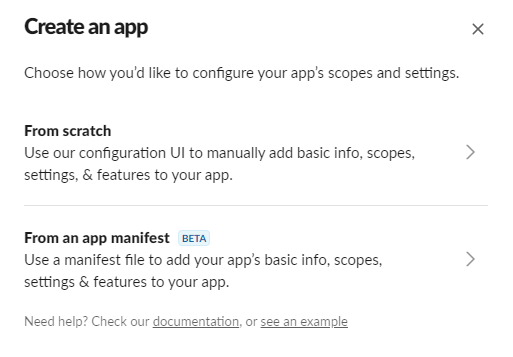 Create an app
Choose how you'd like to configure your app's scopes and settings.
From scratch
Use our configuration UI to manually add basic info, scopes,
settings, & features to your app.
From an app manifest BETA
Use a manifest file to add your app's basic info, scopes,
settings & features to your app.
Need help? Check our documentation, or see an example